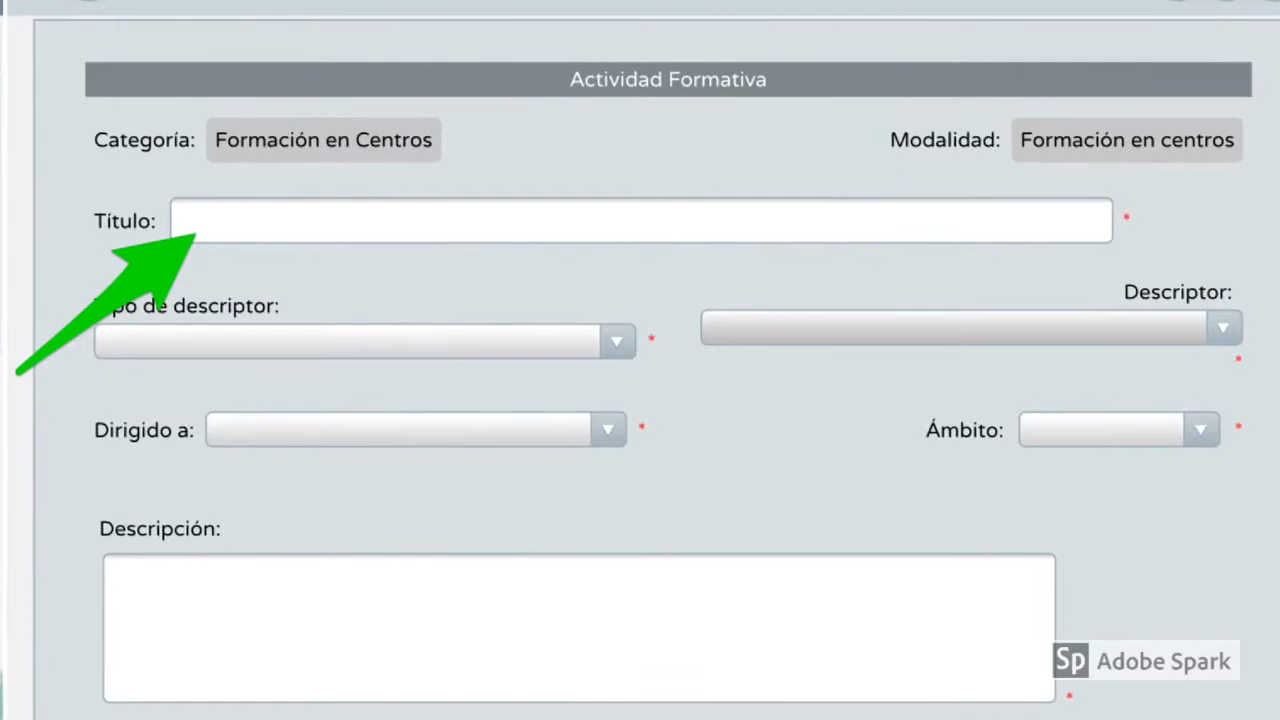 Actividad Formativa
Categoría: Formación en Centros Modalidad: Formación en centros
Título: *
Descriptor:
de descriptor:
* *
Dirigido a: * Ámbito: *
Descripción:
*
Sp Adobe Spark